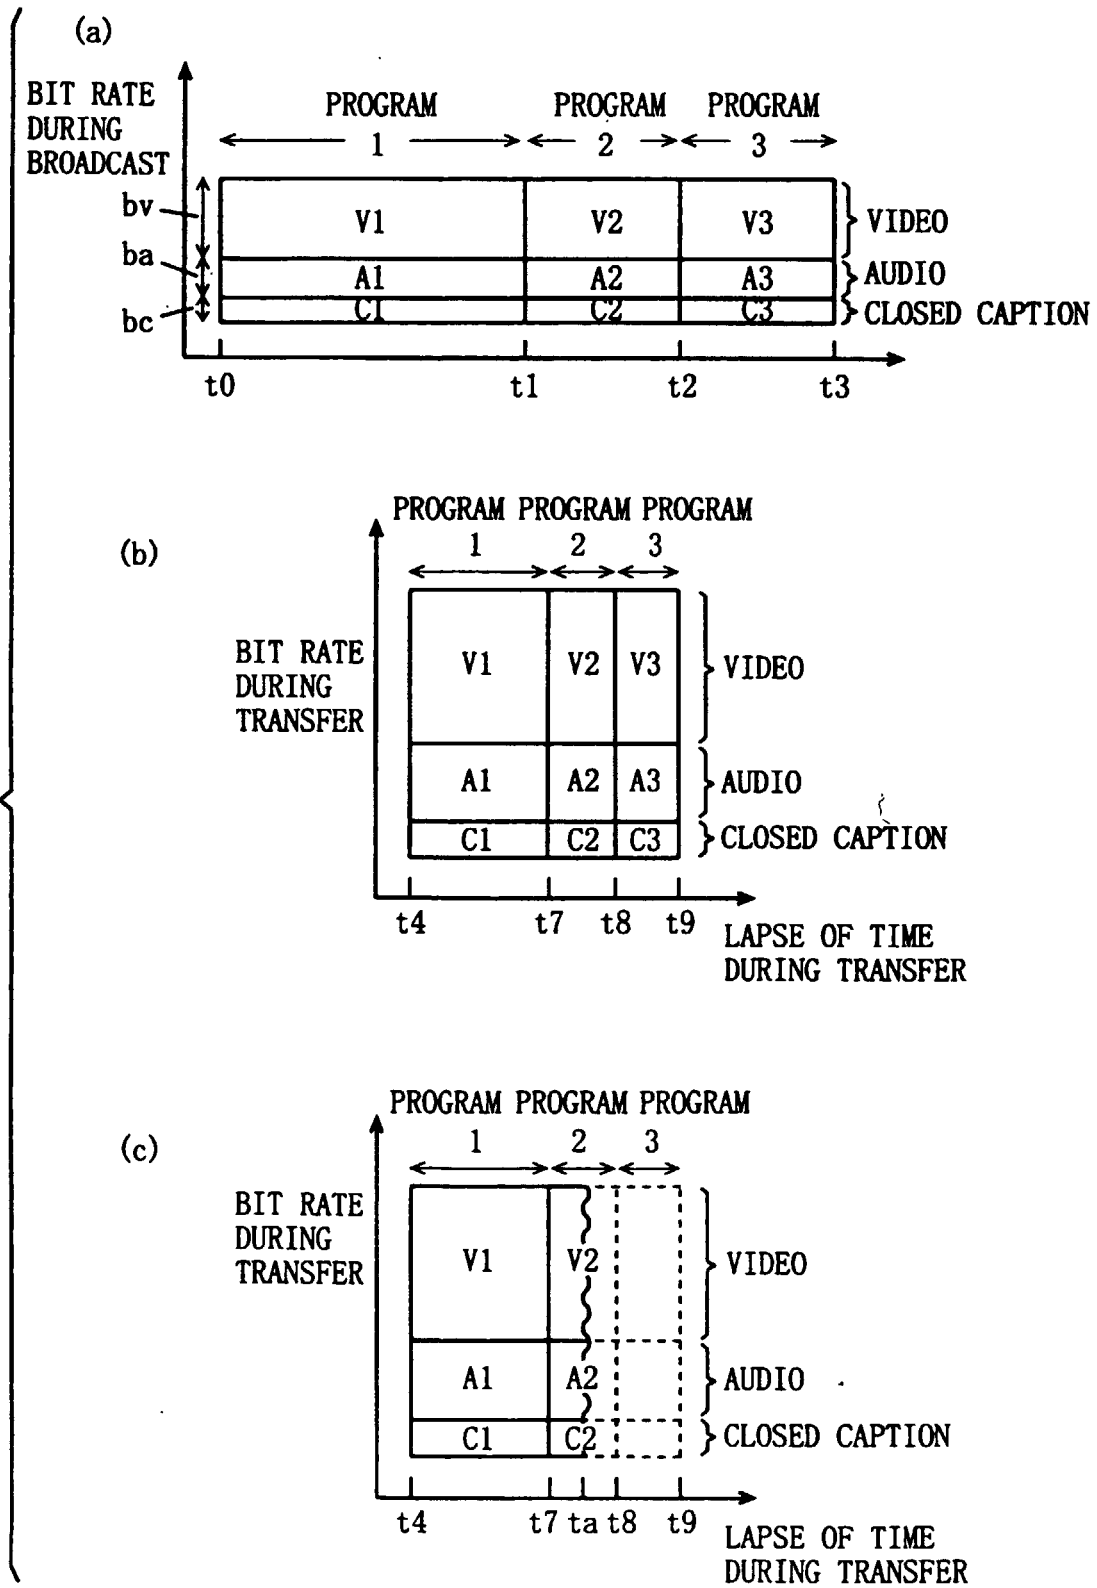 (a)
BIT RATE
DURING
BROADCAST
PROGRAM PROGRAM PROGRAM
1 2 3
bv
ba
bc
V1 V2 V3 VIDEO
A1 A2 A3 AUDIO
C1 C2 C3 CLOSED CAPTION
t0 t1 t2 t3
(b)
PROGRAM PROGRAM PROGRAM
1 2 3
BIT RATE
DURING
TRANSFER
V1 V2 V3 VIDEO
A1 A2 A3 AUDIO
C1 C2 C3 CLOSED CAPTION
t4 t7 t8 t9
LAPSE OF TIME
DURING TRANSFER
(c)
PROGRAM PROGRAM PROGRAM
1 2 3
BIT RATE
DURING
TRANSFER
V1 V2 VIDEO
A1 A2 AUDIO
C1 C2 CLOSED CAPTION
t4 t7 ta t8 t9
LAPSE OF TIME
DURING TRANSFER